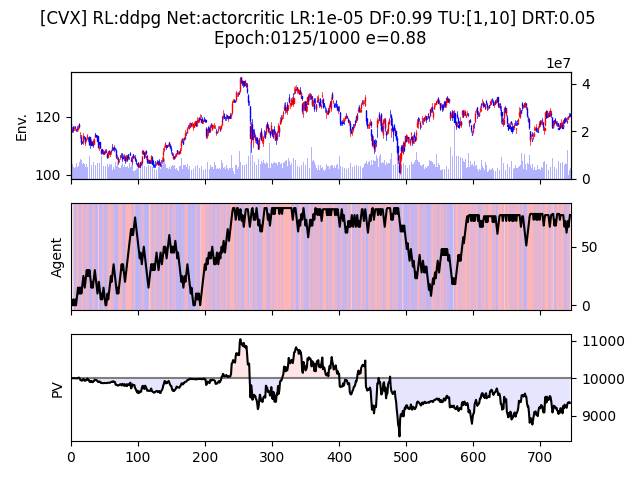 [CVX] RL:ddpg Net:actorcritic LR:1e-05 DF:0.99 TU:[1,10] DRT:0.05
Epoch:0125/1000 e=0.88
1e7
Env.
120
100
4
2
0
Agent
50
0
PV
11000
10000
9000
0 100 200 300 400 500 600 700